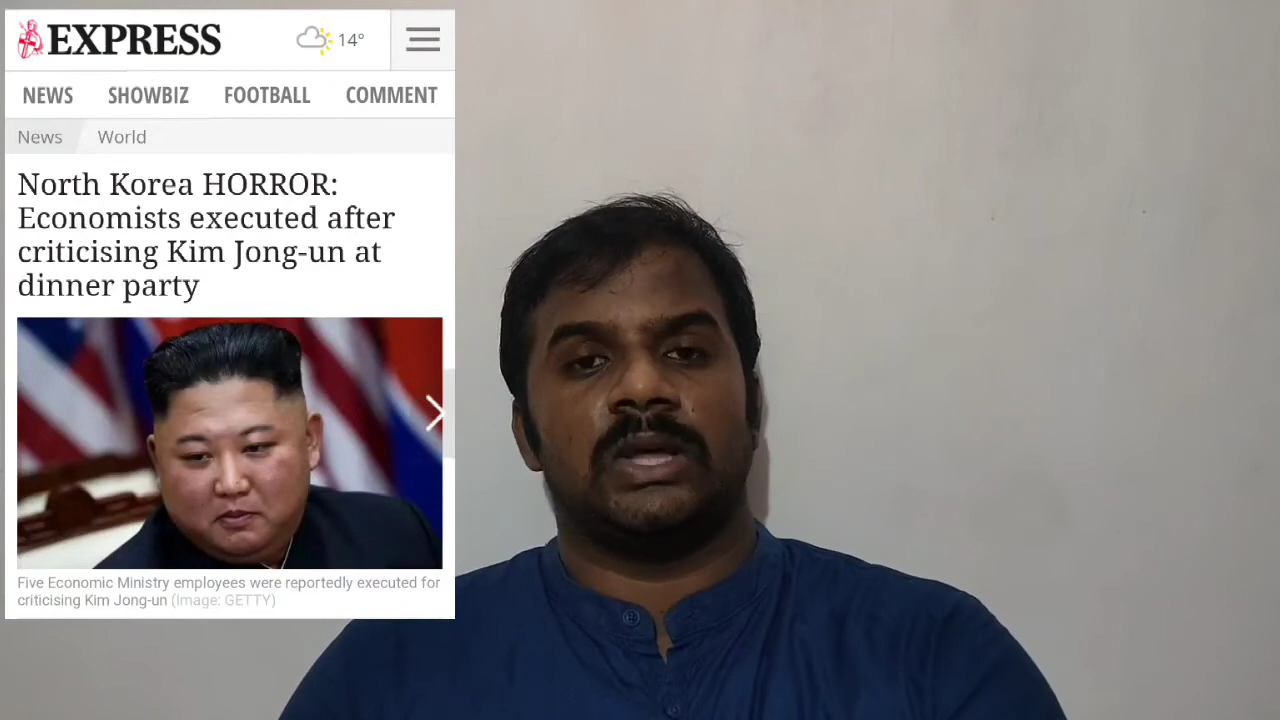 EXPRESS
14°
NEWS SHOWBIZ FOOTBALL COMMENT
News World
North Korea HORROR:
Economists executed after
criticising Kim Jong-un at
dinner party
Five Economic Ministry employees were reportedly executed for
criticising Kim Jong-un (Image: GETTY)